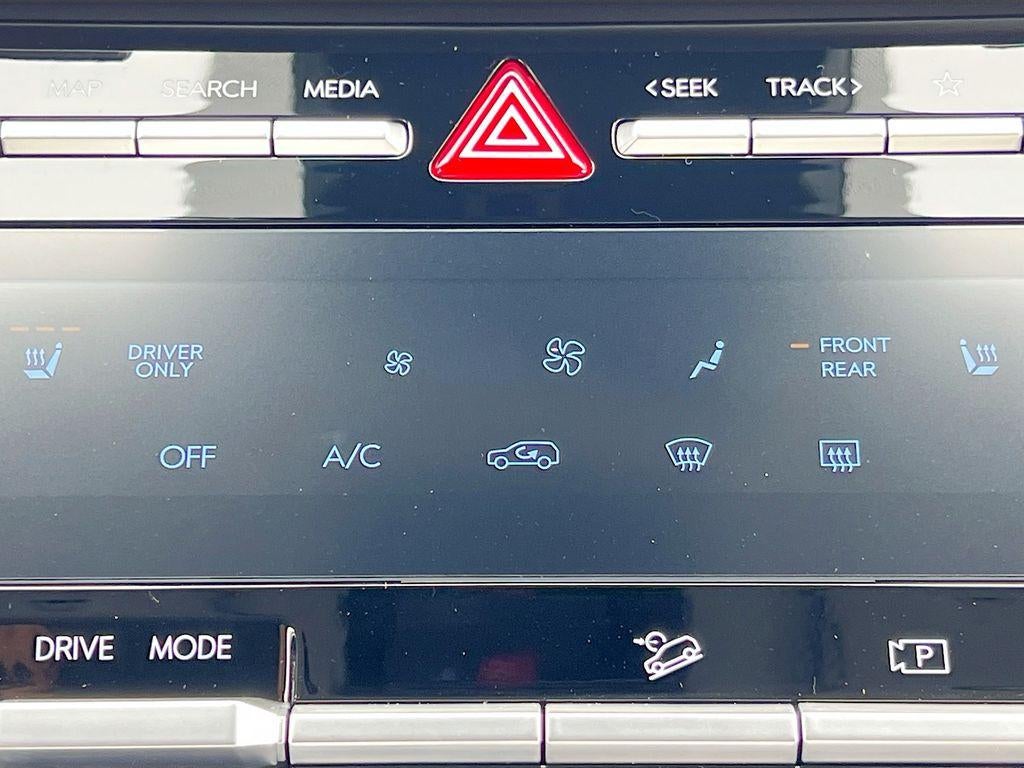 MAP SEARCH MEDIA <SEEK TRACK>
DRIVER ONLY
FRONT REAR
OFF A/C
DRIVE MODE
P